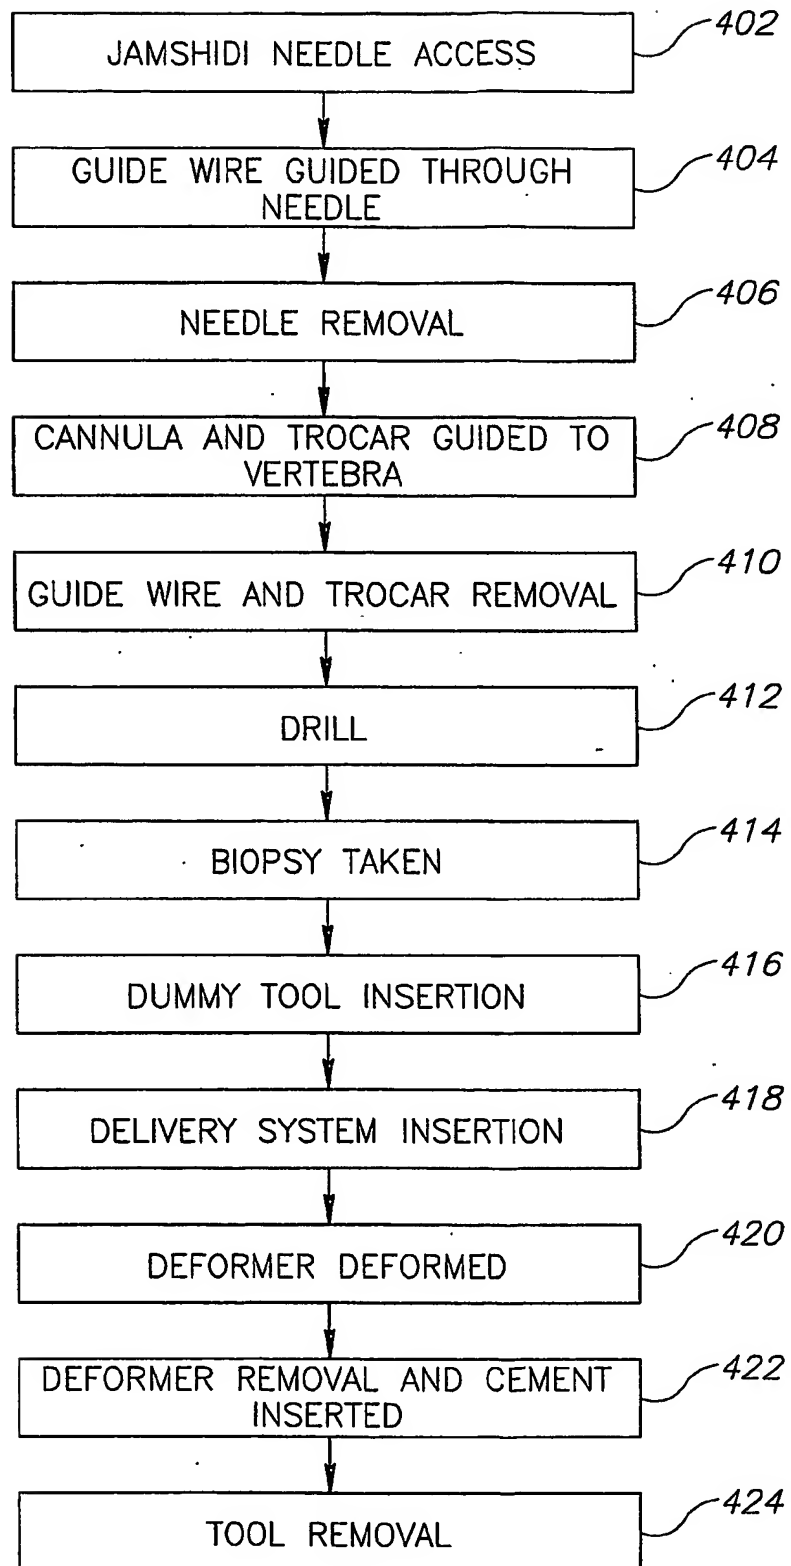 JAMSHIDI NEEDLE ACCESS 402
GUIDE WIRE GUIDED THROUGH 404
NEEDLE
NEEDLE REMOVAL 406
CANNULA AND TROCAR GUIDED TO 408
VERTEBRA
GUIDE WIRE AND TROCAR REMOVAL 410
DRILL 412
BIOPSY TAKEN 414
DUMMY TOOL INSERTION 416
DELIVERY SYSTEM INSERTION 418
DEFORMER DEFORMED 420
DEFORMER REMOVAL AND CEMENT 422
INSERTED
TOOL REMOVAL 424